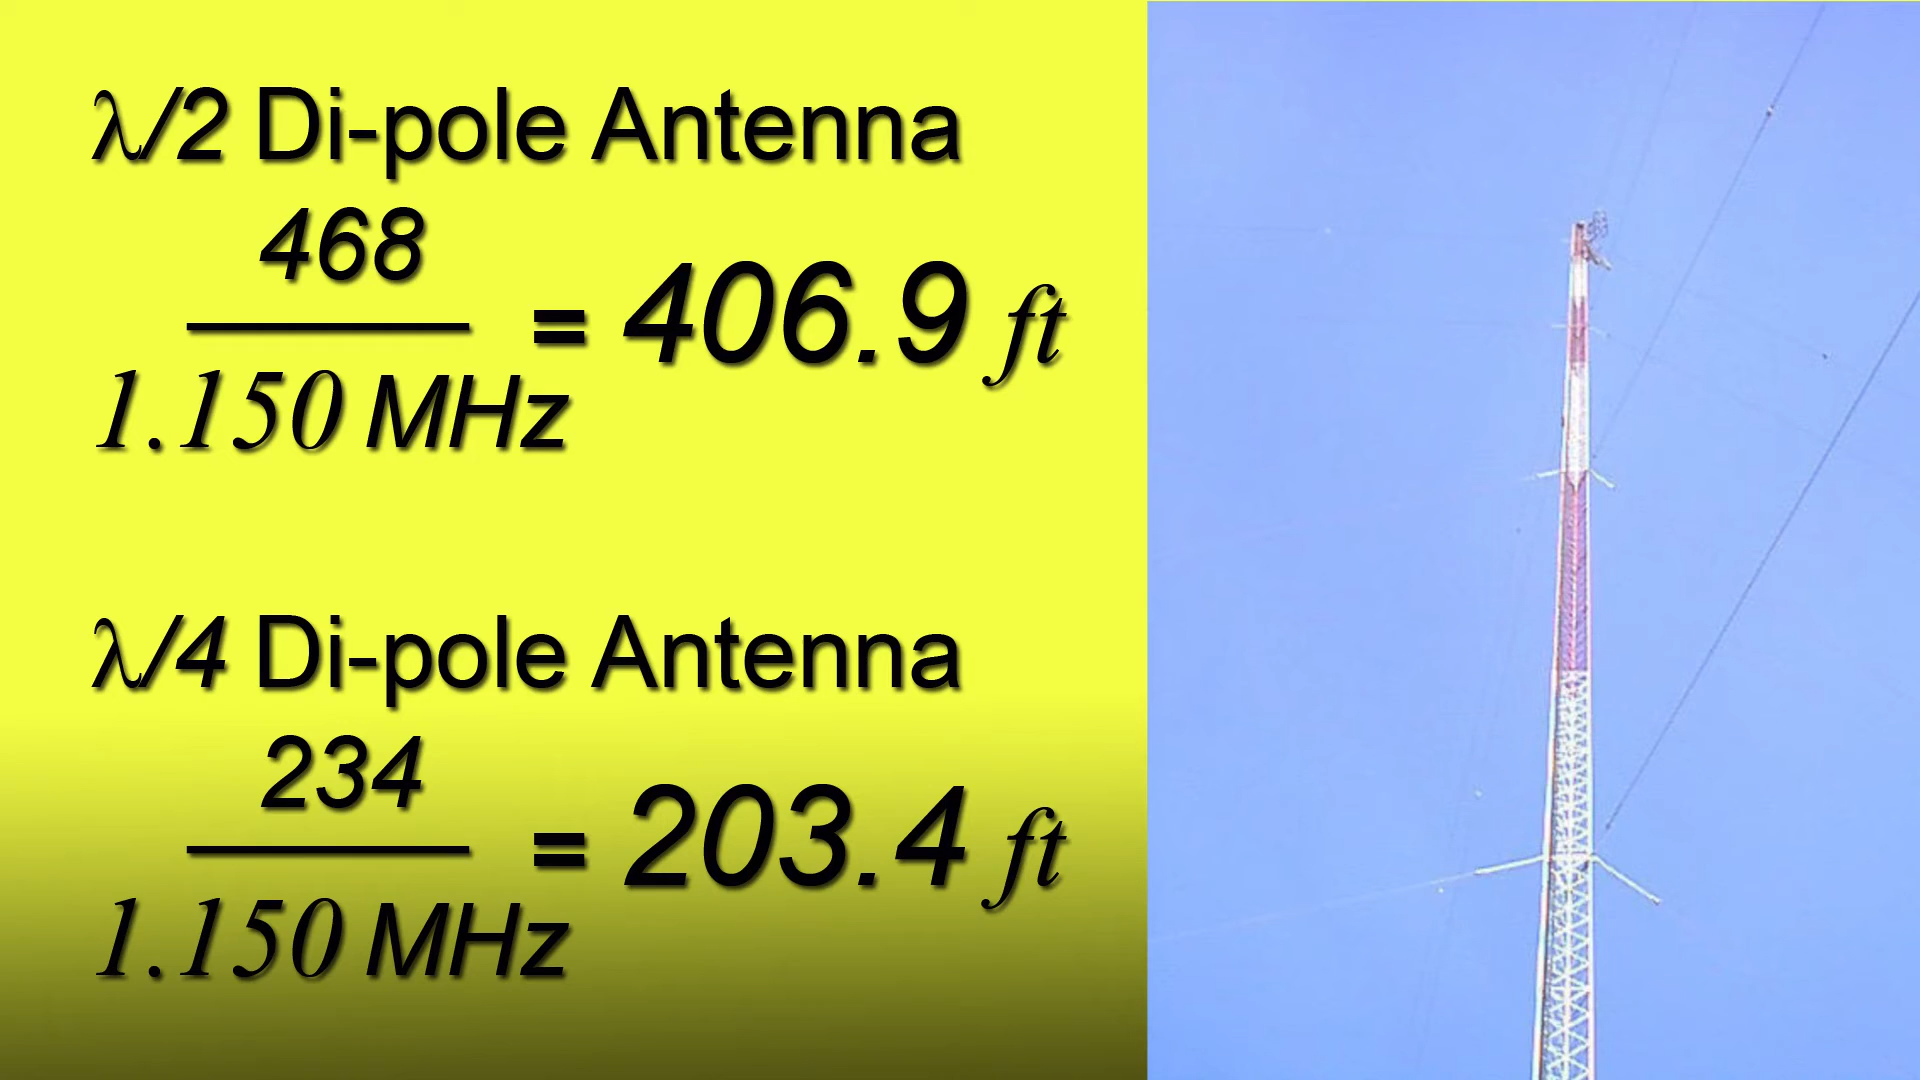 λ/2 Di-pole Antenna
468
1.150 MHz
= 406.9 ft
λ/4 Di-pole Antenna
234
1.150 MHz
= 203.4 ft